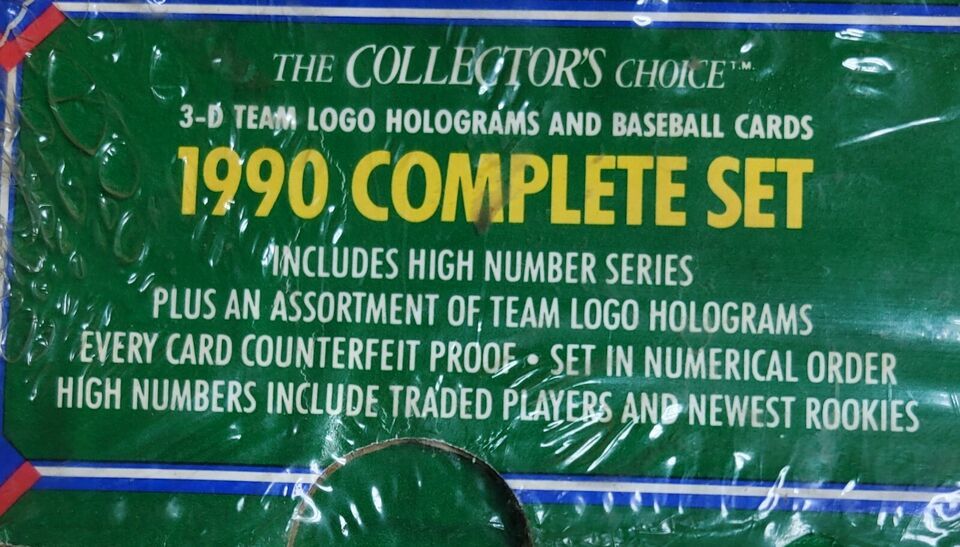 THE COLLECTOR'S CHOICE™.
3-D TEAM LOGO HOLOGRAMS AND BASEBALL CARDS
1990 COMPLETE SET
INCLUDES HIGH NUMBER SERIES
PLUS AN ASSORTMENT OF TEAM LOGO HOLOGRAMS
EVERY CARD COUNTERFEIT PROOF • SET IN NUMERICAL ORDER
HIGH NUMBERS INCLUDE TRADED PLAYERS AND NEWEST ROOKIES